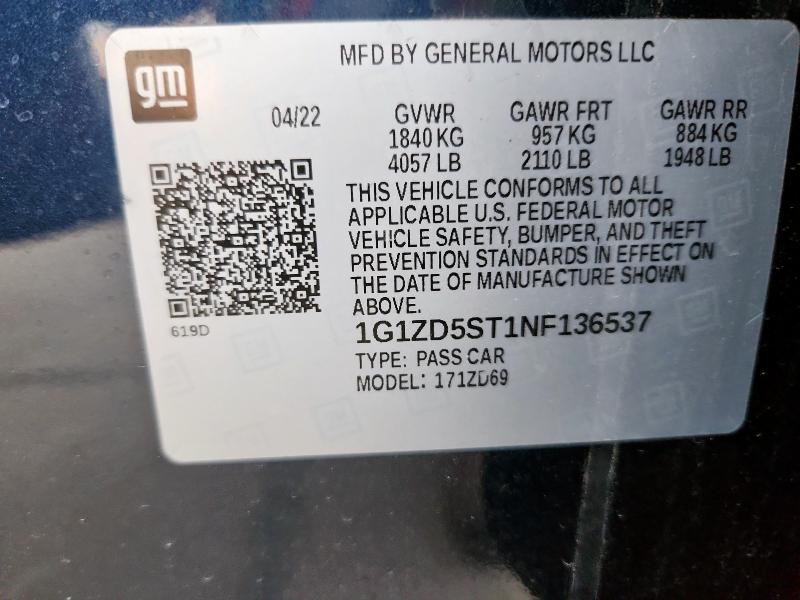 gm
MFD BY GENERAL MOTORS LLC
04/22
GVWR GAWR FRT GAWR RR
1840 KG 957 KG 884 KG
4057 LB 2110 LB 1948 LB
THIS VEHICLE CONFORMS TO ALL
APPLICABLE U.S. FEDERAL MOTOR
VEHICLE SAFETY, BUMPER, AND THEFT
PREVENTION STANDARDS IN EFFECT ON
THE DATE OF MANUFACTURE SHOWN
ABOVE.
619D
1G1ZD5ST1NF136537
TYPE: PASS CAR
MODEL: 171ZD69